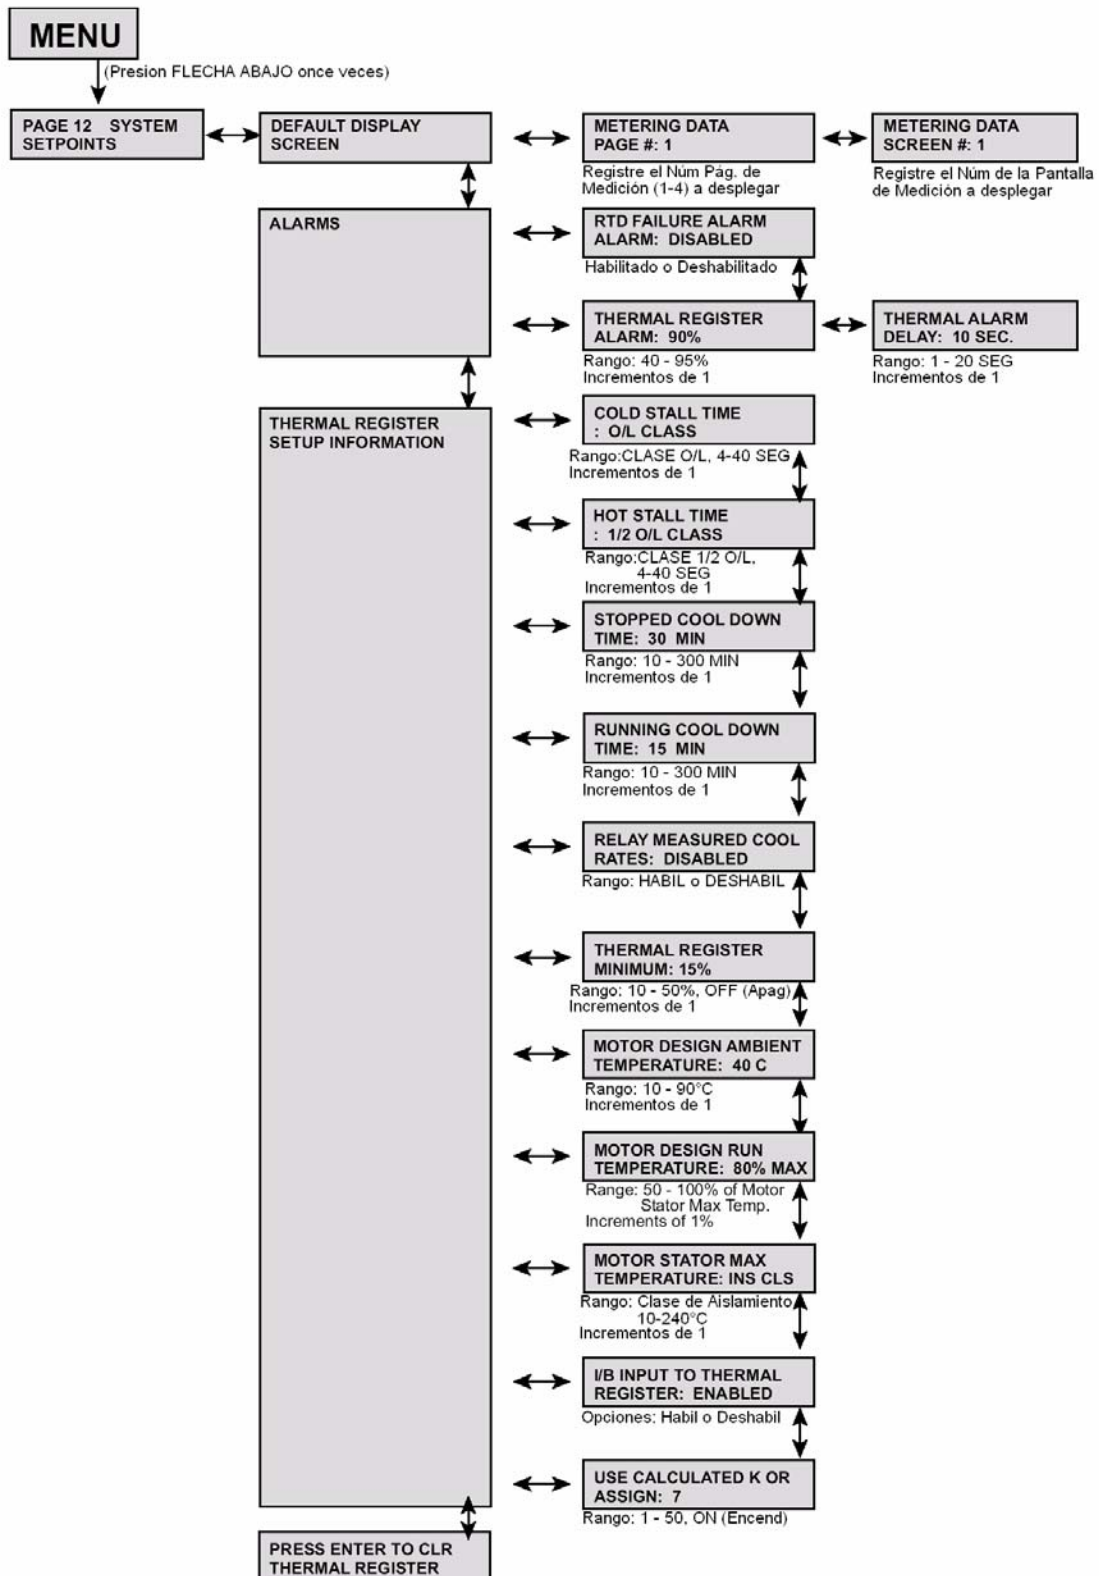 MENU
(Presion FLECHA ABAJO once veces)
PAGE 12 SYSTEM
SETPOINTS
DEFAULT DISPLAY
SCREEN
METERING DATA
PAGE #: 1
Registre el Núm Pág. de
Medición (1-4) a desplegar
METERING DATA
SCREEN #: 1
Registre el Núm de la Pantalla
de Medición a desplegar
ALARMS
RTD FAILURE ALARM
ALARM: DISABLED
Habilitado o Deshabilitado
THERMAL REGISTER
ALARM: 90%
Rango: 40 - 95%
Incrementos de 1
THERMAL ALARM
DELAY: 10 SEC.
Rango: 1 - 20 SEG
Incrementos de 1
THERMAL REGISTER
SETUP INFORMATION
COLD STALL TIME
: O/L CLASS
Rango:CLASE O/L, 4-40 SEG
Incrementos de 1
HOT STALL TIME
: 1/2 O/L CLASS
Rango:CLASE 1/2 O/L,
4-40 SEG
Incrementos de 1
STOPPED COOL DOWN
TIME: 30 MIN
Rango: 10 - 300 MIN
Incrementos de 1
RUNNING COOL DOWN
TIME: 15 MIN
Rango: 10 - 300 MIN
Incrementos de 1
RELAY MEASURED COOL
RATES: DISABLED
Rango: HABIL o DESHABIL
THERMAL REGISTER
MINIMUM: 15%
Rango: 10 - 50%, OFF (Apag)
Incrementos de 1
MOTOR DESIGN AMBIENT
TEMPERATURE: 40 C
Rango: 10 - 90°C
Incrementos de 1
MOTOR DESIGN RUN
TEMPERATURE: 80% MAX
Range: 50 - 100% of Motor
Stator Max Temp.
Increments of 1%
MOTOR STATOR MAX
TEMPERATURE: INS CLS
Rango: Clase de Aislamiento,
10-240°C
Incrementos de 1
I/B INPUT TO THERMAL
REGISTER: ENABLED
Opciones: Habil o Deshabil
USE CALCULATED K OR
ASSIGN: 7
Rango: 1 - 50, ON (Encend)
PRESS ENTER TO CLR
THERMAL REGISTER